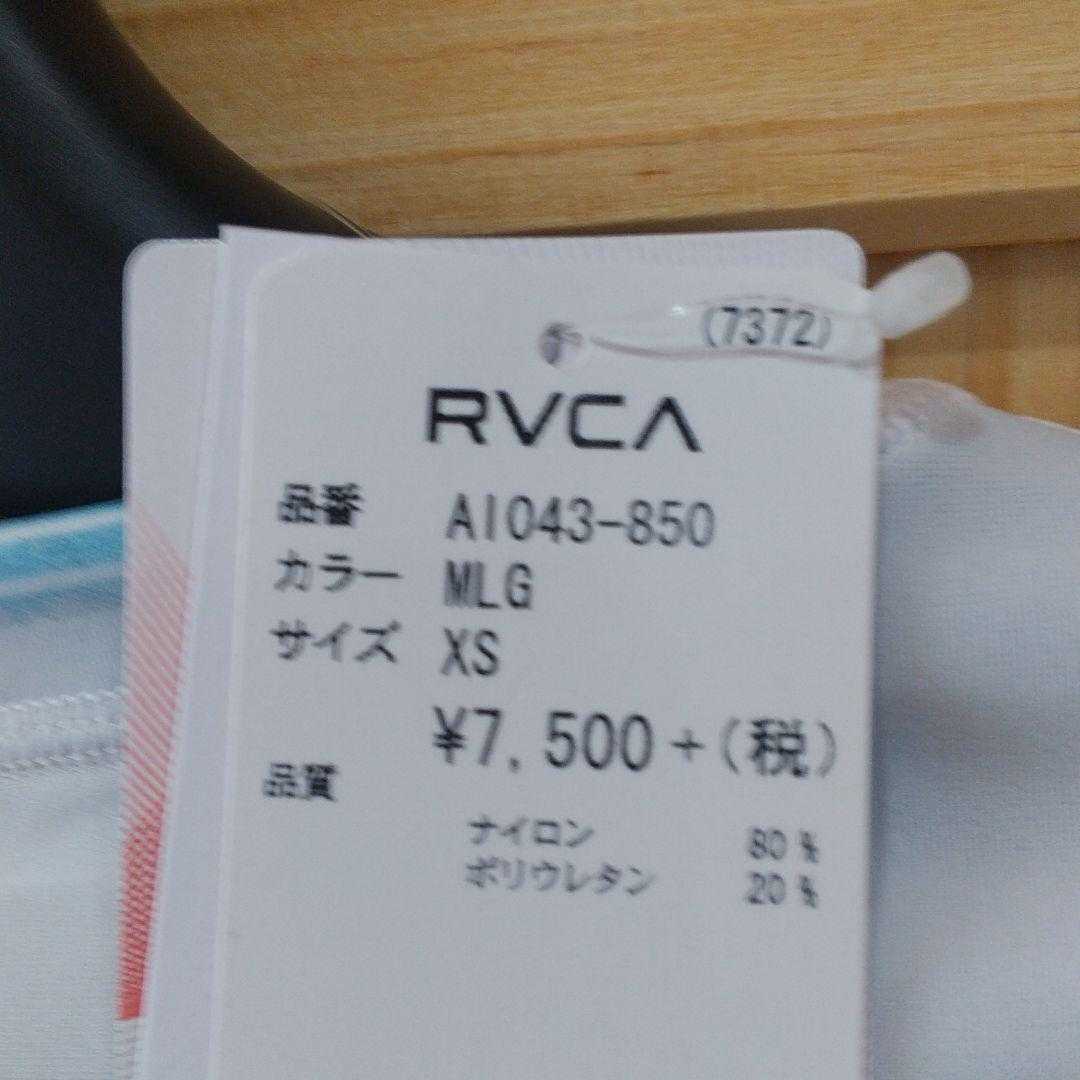 (7372)
RVCA
品番 AI043-850
カラー MLG
サイズ XS
¥7,500+(税)
品質
ナイロン 80%
ポリウレタン 20%